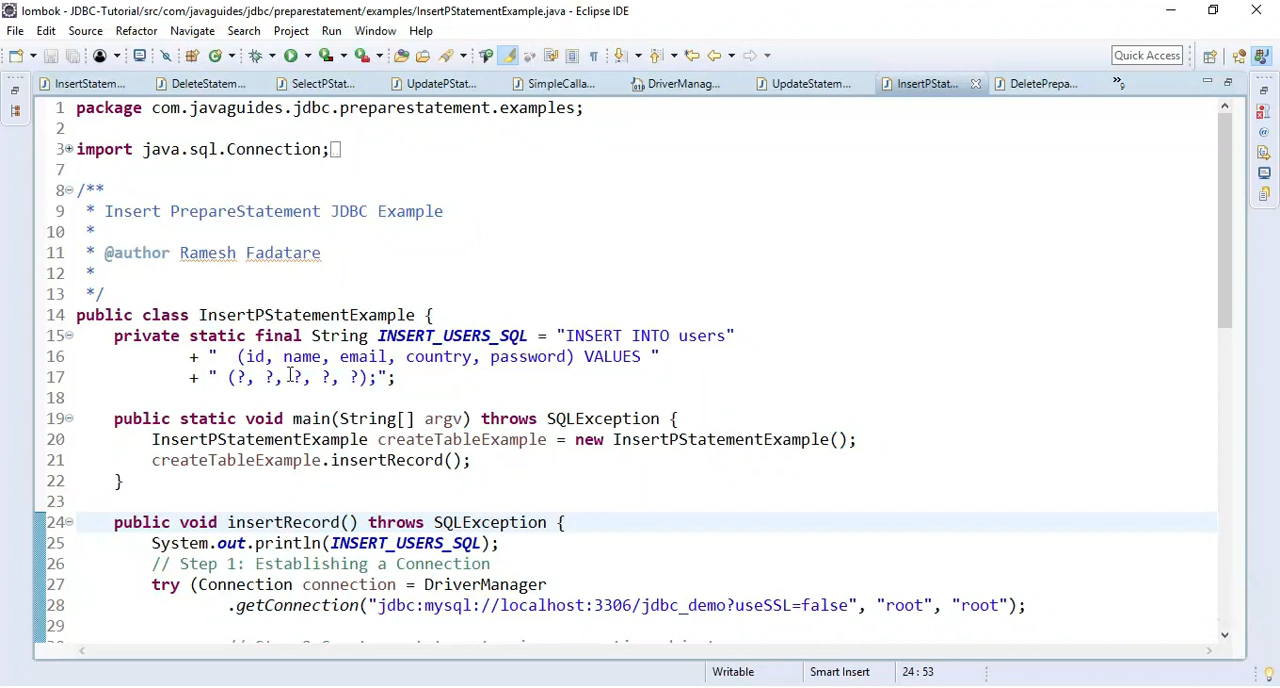 lombok - JDBC-Tutorial/src/com/javaguides/jdbc/preparestatement/examples/InsertPStatementExample.java - Eclipse IDE
File Edit Source Refactor Navigate Search Project Run Window Help
Quick Access
InsertStatem... DeleteStatem... SelectPStat... UpdatePStat... SimpleCalla... DriverManag... UpdateStatem... InsertPStat... DeletePrepa... »9
1 package com.javaguides.jdbc.preparestatement.examples;
2
3 import java.sql.Connection;
7
8 /**
9 * Insert PrepareStatement JDBC Example
10 *
11 * @author Ramesh Fadatare
12 *
13 */
14 public class InsertPStatementExample {
15 private static final String INSERT_USERS_SQL = "INSERT INTO users"
16 + " (id, name, email, country, password) VALUES "
17 + " (?, ?, ?, ?, ?);";
18
19 public static void main(String[] argv) throws SQLException {
20 InsertPStatementExample createTableExample = new InsertPStatementExample();
21 createTableExample.insertRecord();
22 }
23
24 public void insertRecord() throws SQLException {
25 System.out.println(INSERT_USERS_SQL);
26 // Step 1: Establishing a Connection
27 try (Connection connection = DriverManager
28 .getConnection("jdbc:mysql://localhost:3306/jdbc_demo?useSSL=false", "root", "root");
29
Writable Smart Insert 24 : 53